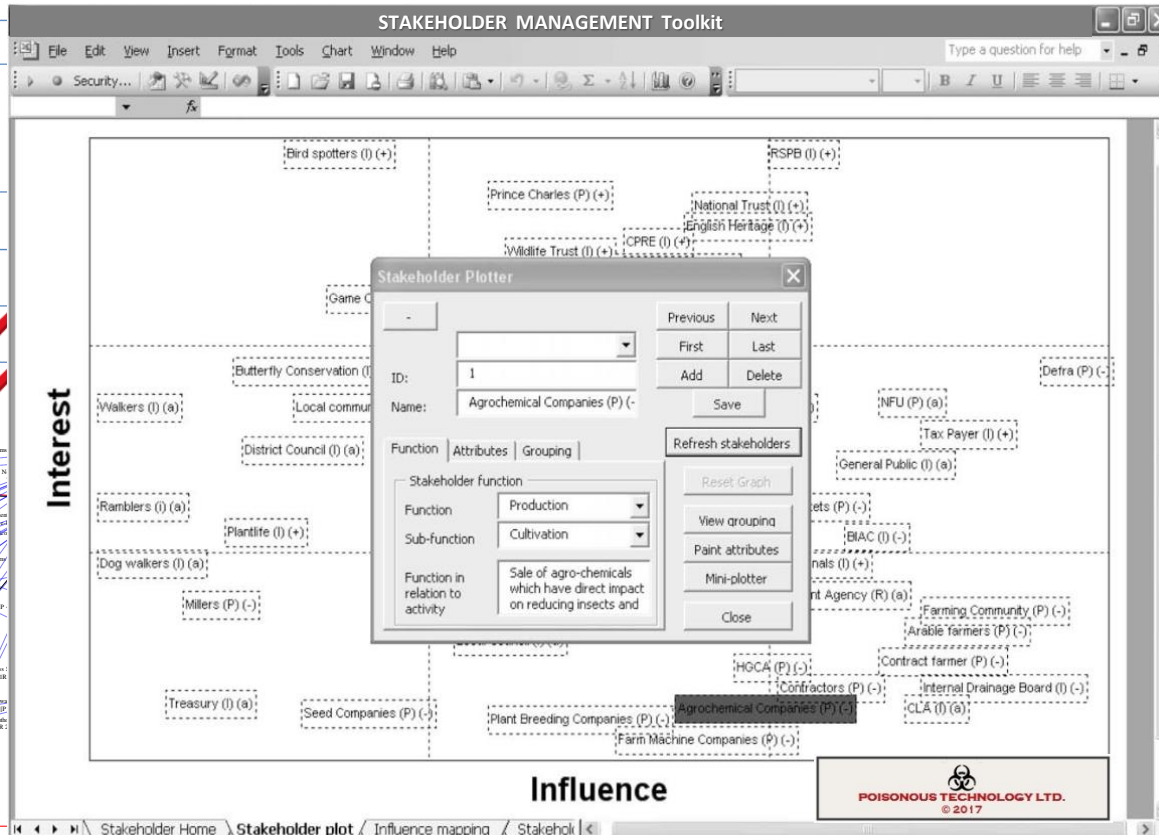 STAKEHOLDER MANAGEMENT Toolkit
File Edit View Insert Format Tools Chart Window Help
Type a question for help
Security...
B I U
fx
Bird spotters (I) (+)
RSPB (I) (+)
Prince Charles (P) (+)
National Trust (I) (+)
English Heritage (I) (+)
CPRE (I) (+)
Wildlife Trust (I) (+)
Stakeholder Plotter
Game
-
Previous Next
First Last
Butterfly Conservation
Defra (P) (-)
ID: 1
Add Delete
Walkers (I) (a)
Local
Name: Agrochemical Companies (P) (-
Save
NFU (P) (a)
Tax Payer (I) (+)
District Council (I) (a)
Function Attributes Grouping
Refresh stakeholders
General Public (I) (a)
Interest
Stakeholder function
Reset Graph
Ramblers (i) (a)
Function Production
(P) (-)
Plantlife (I) (+)
Sub-function Cultivation
View grouping
BIAC (I) (-)
Paint attributes
Dog walkers (I) (a)
(I) (+)
Function in relation to activity
Sale of agro-chemicals
which have direct impact
on reducing insects and
Mini-plotter
Agency (R) (a)
Millers (P) (-)
Close
Farming Community (P) (-)
Arable farmers (P) (-)
HGCA (P) (-)
Contract farmer (P) (-)
Contractors (P) (-)
Internal Drainage Board (I) (-)
Treasury (I) (a)
Seed Companies (P) (-)
Plant Breeding Companies (P) (-)
Agrochemical Companies (P) (-)
CLA (I) (a)
Farm Machine Companies (P) (-)
Influence
POISONOUS TECHNOLOGY LTD.
© 2017
Stakeholder Home Stakeholder plot Influence mapping